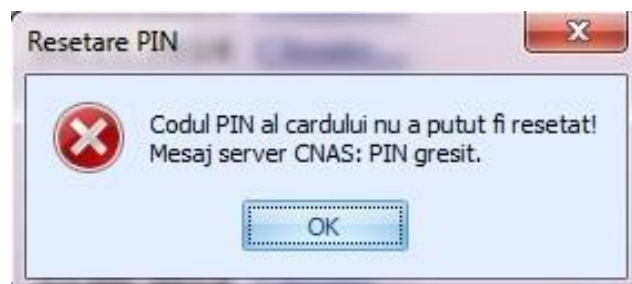 Resetare PIN
Codul PIN al cardului nu a putut fi resetat!
Mesaj server CNAS: PIN gresit.
OK